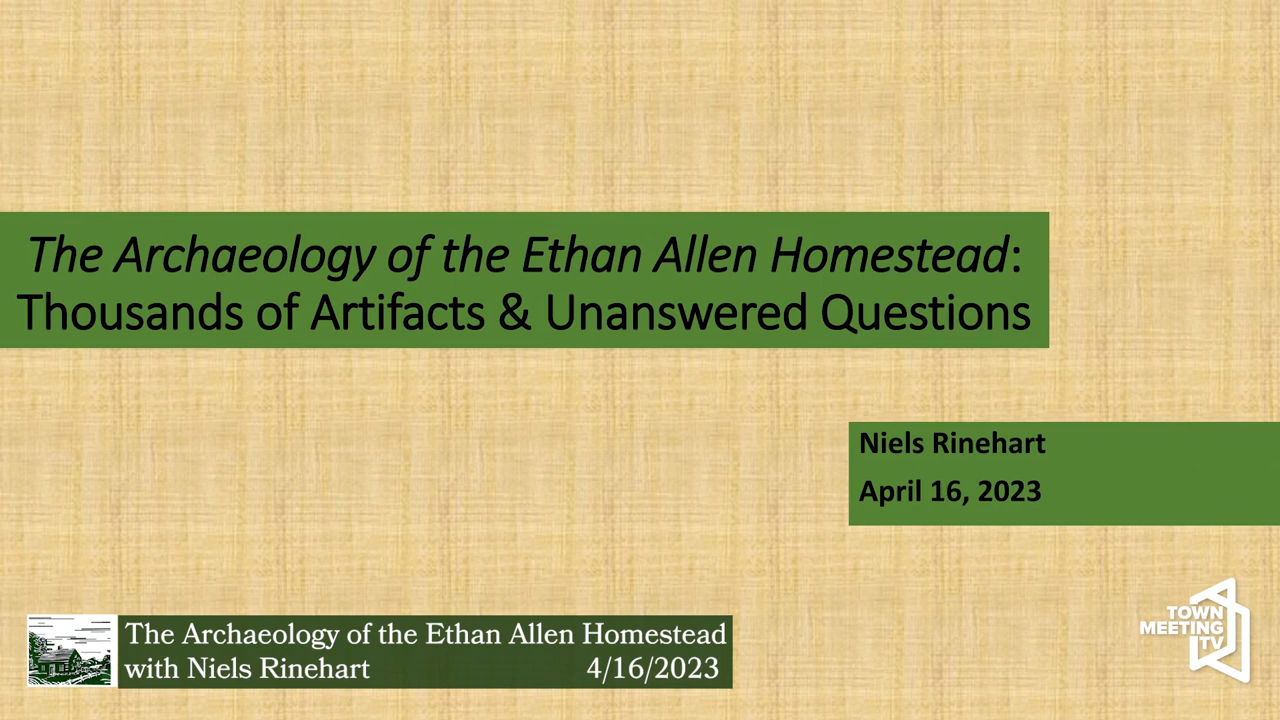 The Archaeology of the Ethan Allen Homestead:
Thousands of Artifacts & Unanswered Questions
Niels Rinehart
April 16, 2023
The Archaeology of the Ethan Allen Homestead
with Niels Rinehart 4/16/2023
TOWN
MEETING
TV